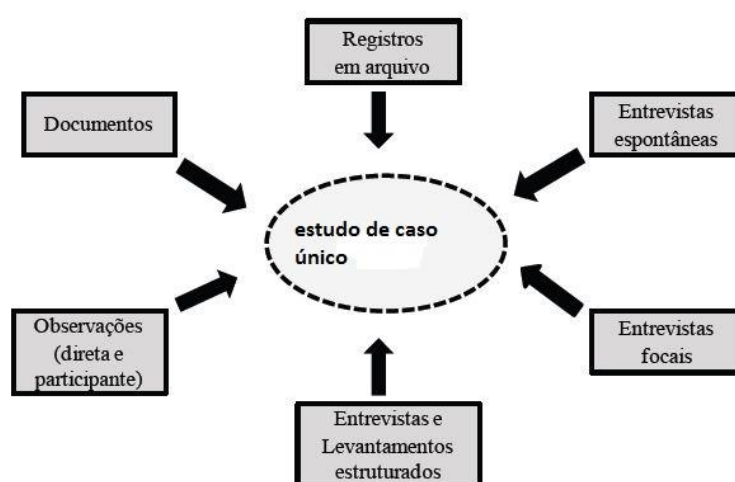 Registros
em arquivo
Documentos
Entrevistas
espontâneas
estudo de caso
único
Observações
(direta e
participante)
Entrevistas
focais
Entrevistas e
Levantamentos
estruturados